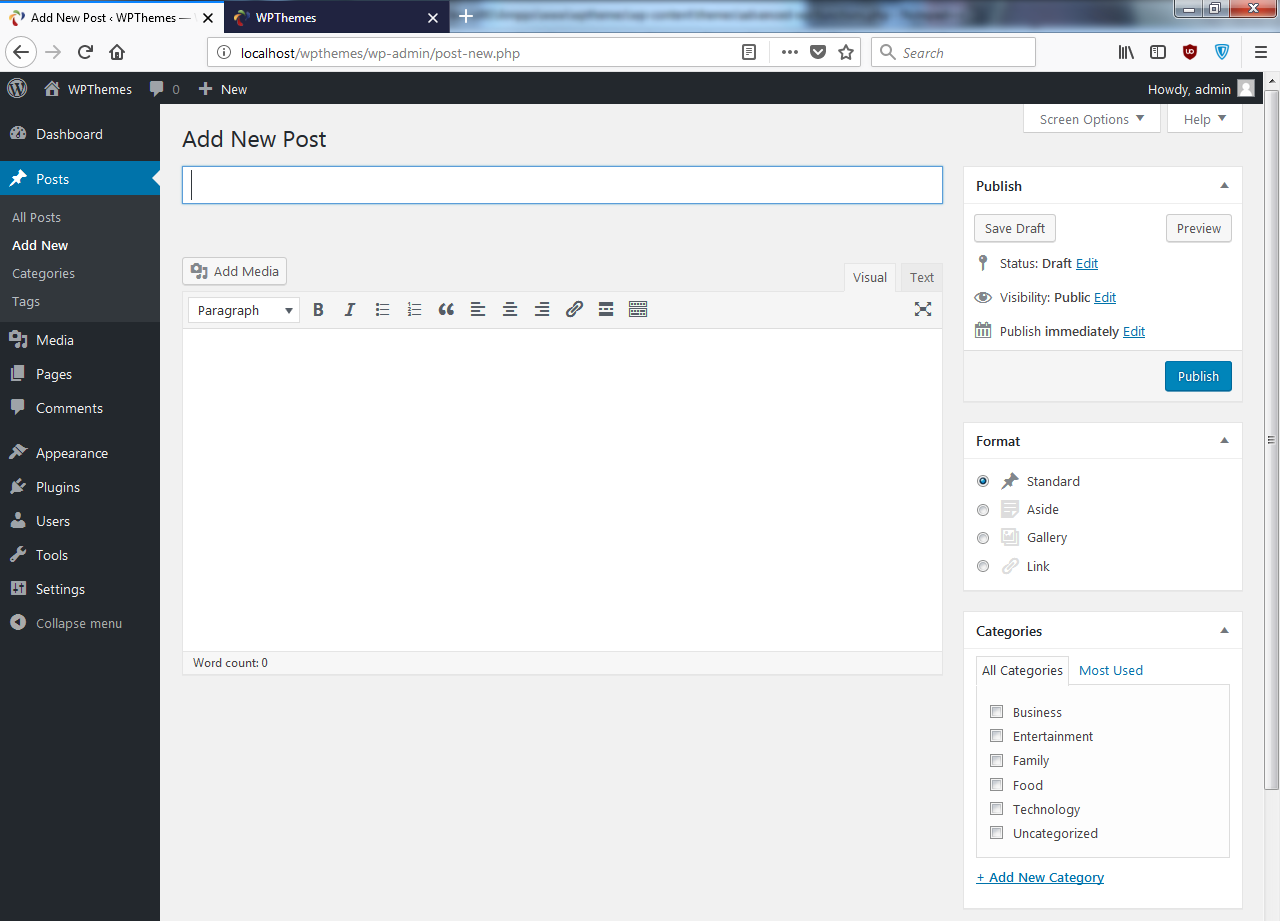 Add New Post ‹ WPThemes —
WPThemes
localhost/wpthemes/wp-admin/post-new.php
Search
WPThemes
0
New
Howdy, admin
Dashboard
Posts
All Posts
Add New
Categories
Tags
Media
Pages
Comments
Appearance
Plugins
Users
Tools
Settings
Collapse menu
Screen Options
Help
Add New Post
Add Media
Visual
Text
Paragraph
B
I
Word count: 0
Publish
Save Draft
Preview
Status: Draft Edit
Visibility: Public Edit
Publish immediately Edit
Publish
Format
Standard
Aside
Gallery
Link
Categories
All Categories
Most Used
Business
Entertainment
Family
Food
Technology
Uncategorized
+ Add New Category